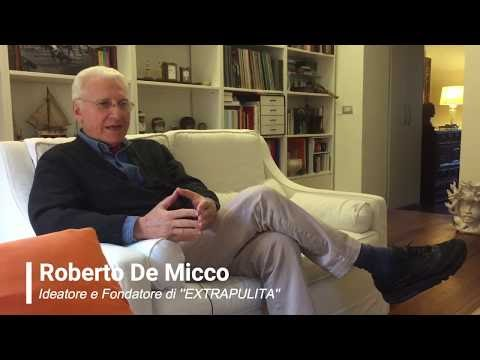 Roberto De Micco
Ideatore e Fondatore di "EXTRAPULITA"